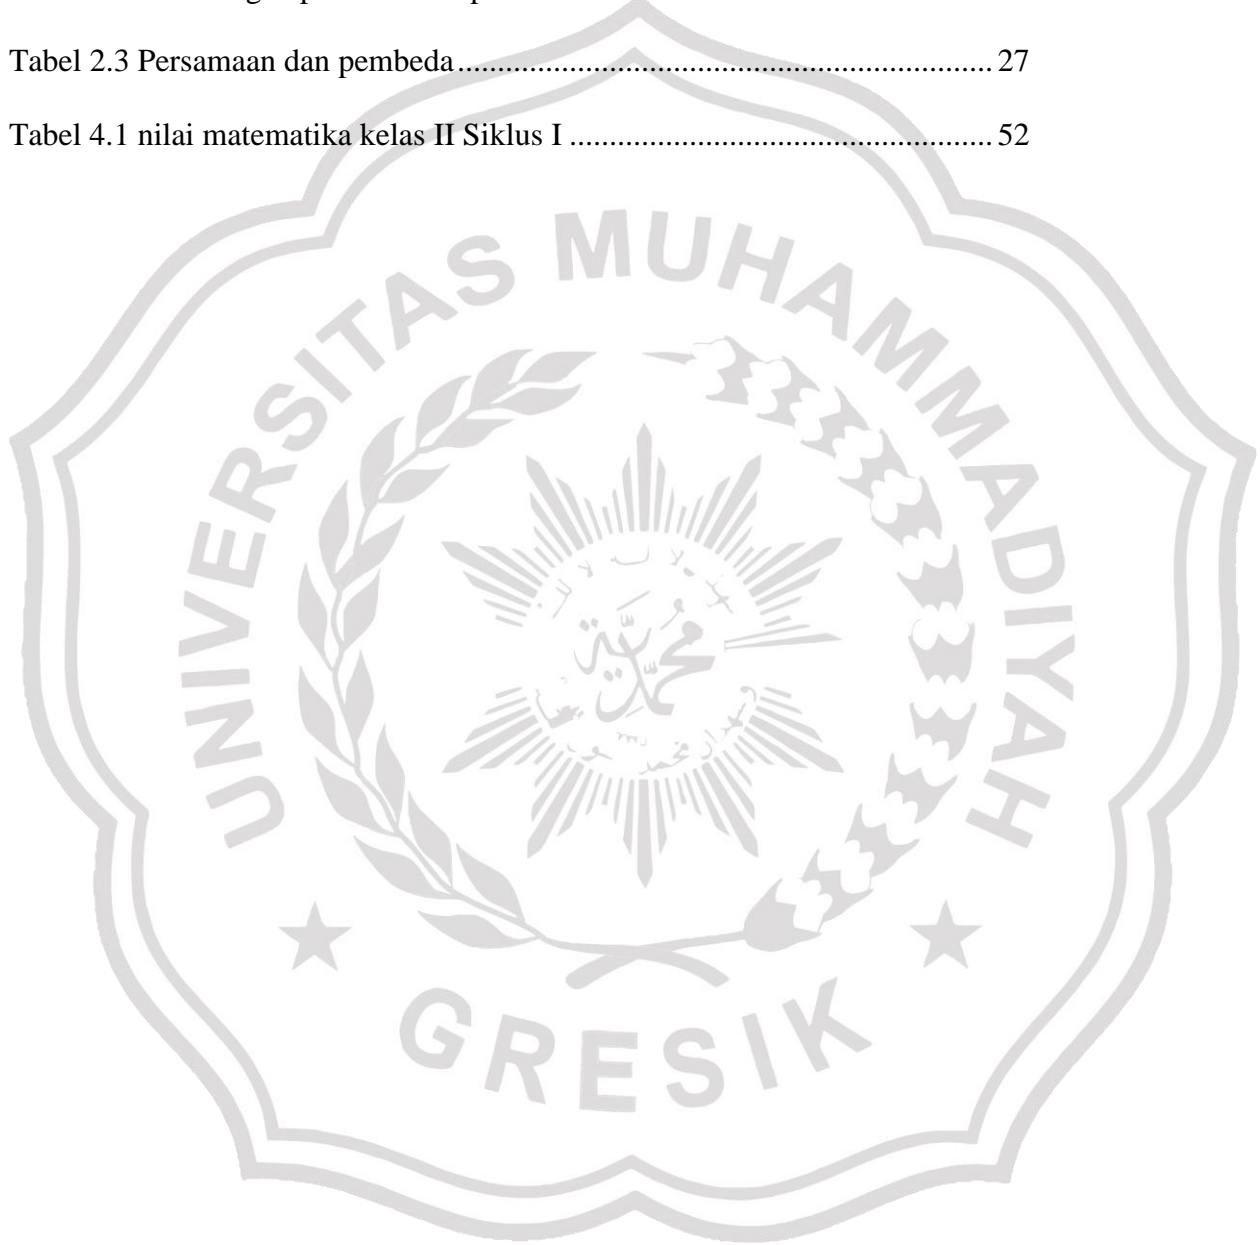 Tabel 2.3 Persamaan dan pembeda.................................................................. 27
Tabel 4.1 nilai matematika kelas II Siklus I .................................................... 52
UNIVERSITAS MUHAMMADIYAH
محمدية
GRESIK